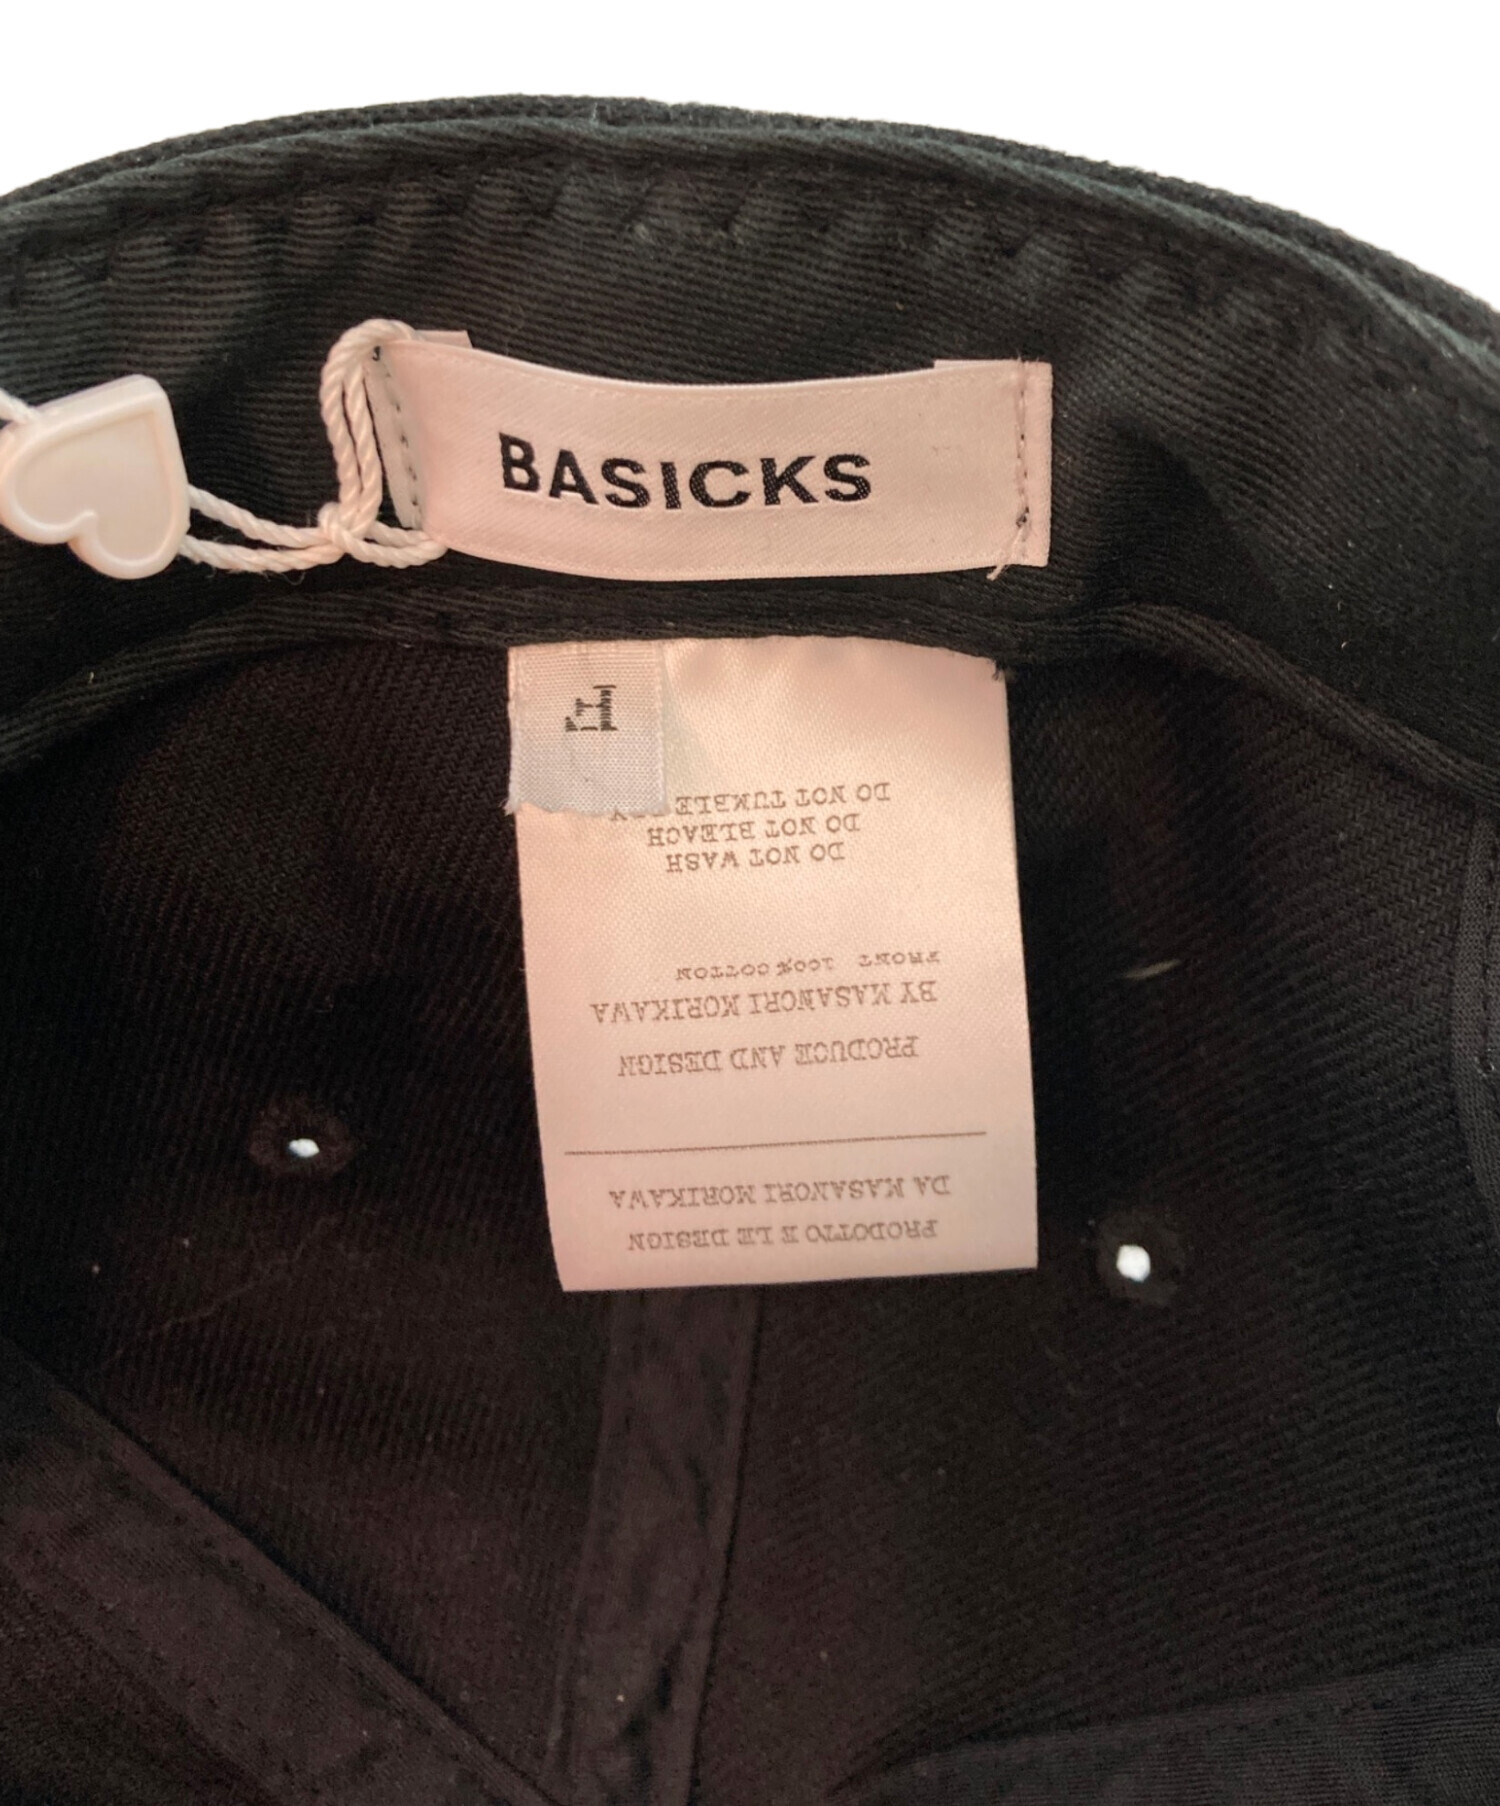 BASICKS
PRODOTTO E LE DESIGN
DA MASANORI MORIKAWA
PRODUCE AND DESIGN
BY MASANORI MORIKAWA
FRONT 100% COTTON
DO NOT WASH
DO NOT BLEACH
DO NOT TUMBLE